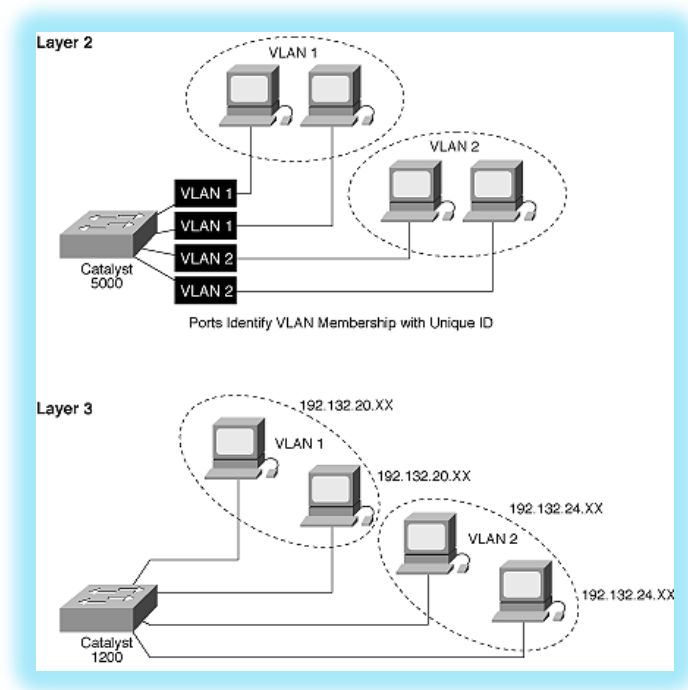 Layer 2
VLAN 1
VLAN 2
VLAN 1
VLAN 1
VLAN 2
VLAN 2
Catalyst
5000
Ports Identify VLAN Membership with Unique ID
Layer 3
192.132.20.XX
VLAN 1
192.132.20.XX
192.132.24.XX
VLAN 2
192.132.24.XX
Catalyst
1200